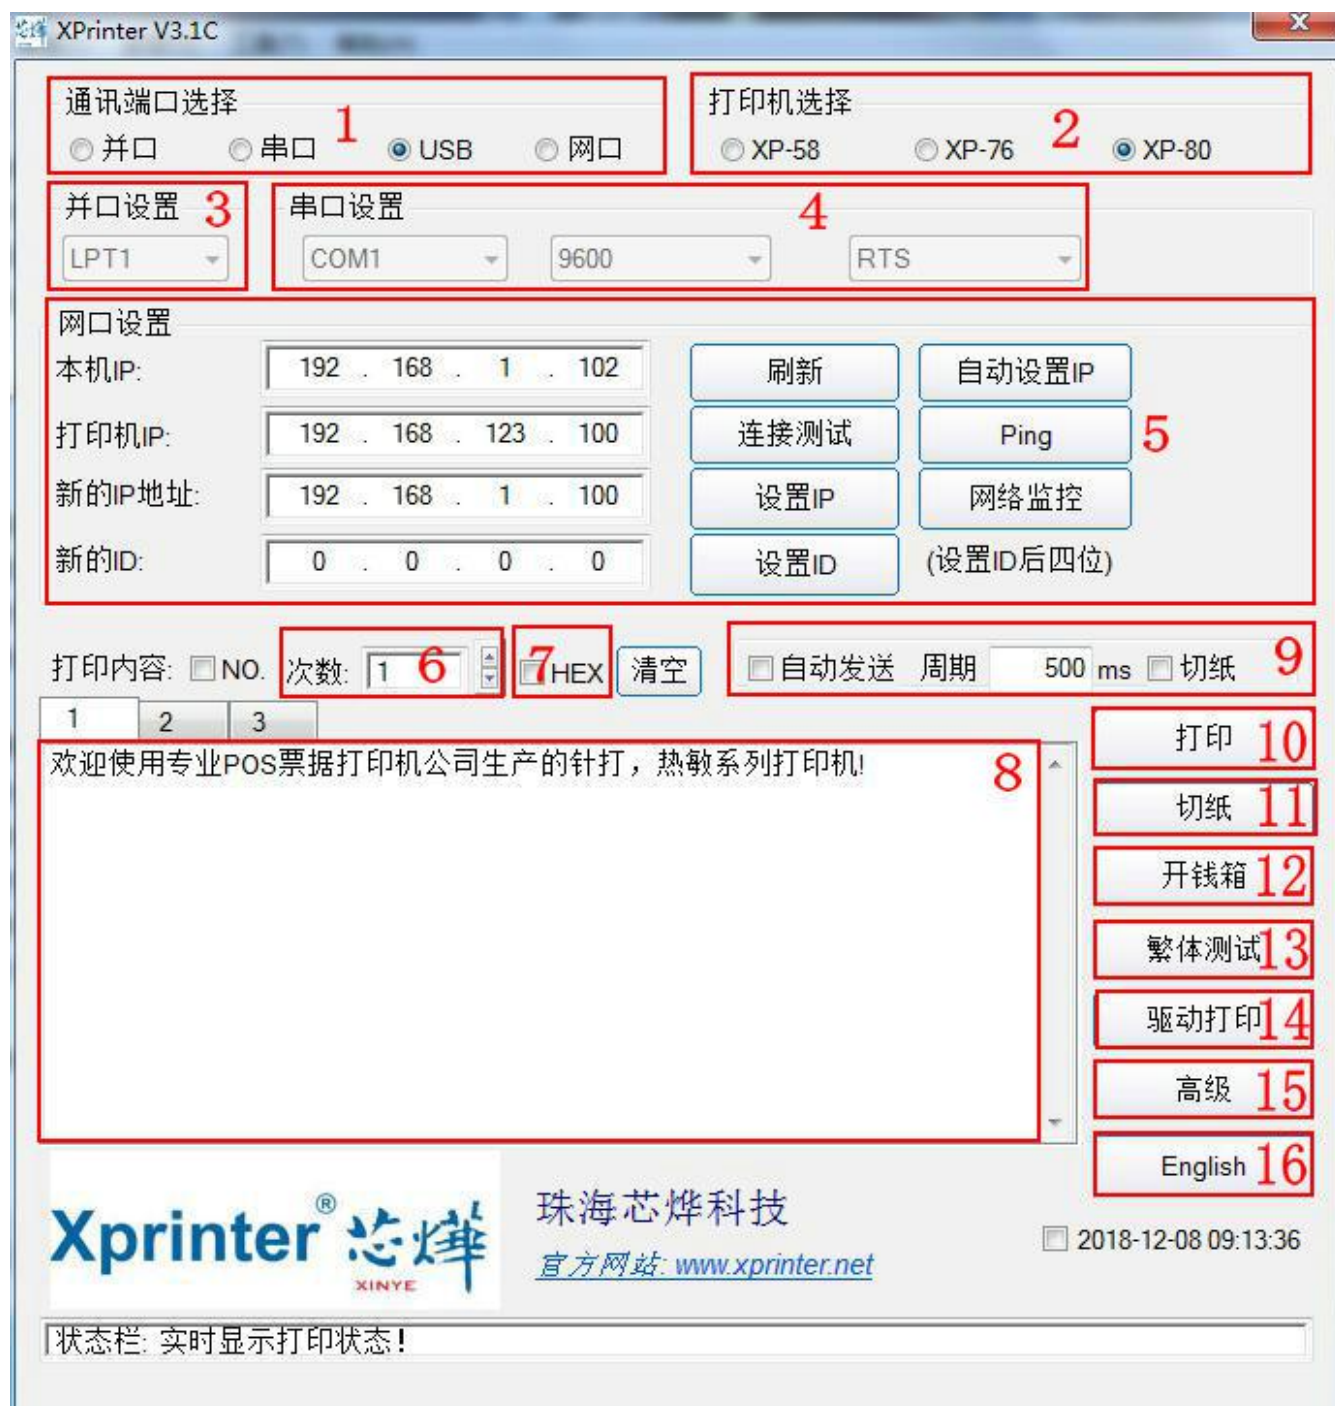 XPrinter V3.1C
通讯端口选择 1 打印机选择 2
并口 串口 USB 网口 XP-58 XP-76 XP-80
并口设置 3 串口设置 4
LPT1 COM1 9600 RTS
网口设置
本机IP: 192 . 168 . 1 . 102 刷新 自动设置IP
打印机IP: 192 . 168 . 123 . 100 连接测试 Ping 5
新的IP地址: 192 . 168 . 1 . 100 设置IP 网络监控
新的ID: 0 . 0 . 0 . 0 设置ID (设置ID后四位)
打印内容: NO. 次数: 1 6 7 HEX 清空 自动发送 周期 500 ms 切纸 9
1 2 3
欢迎使用专业POS票据打印机公司生产的针打，热敏系列打印机! 8
打印 10
切纸 11
开钱箱 12
繁体测试 13
驱动打印 14
高级 15
English 16
Xprinter® 芯烨 XINYE
珠海芯烨科技
官方网站: www.xprinter.net
2018-12-08 09:13:36
状态栏: 实时显示打印状态!